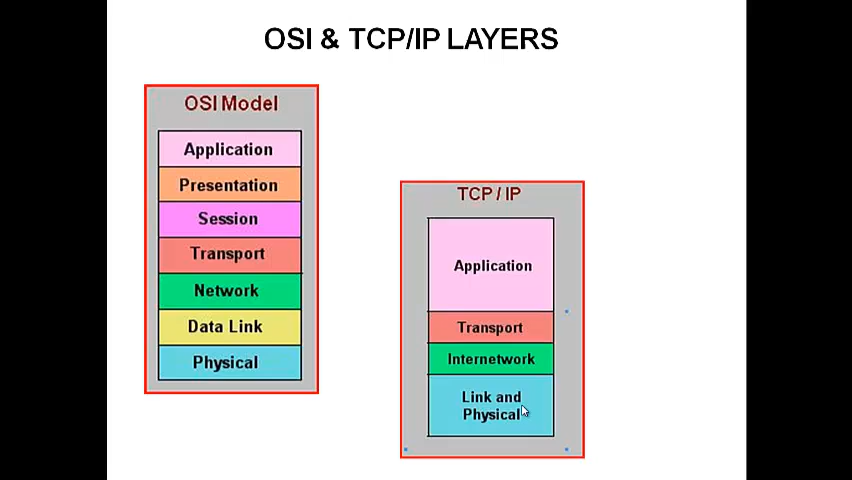 OSI & TCP/IP LAYERS
OSI Model
Application
Presentation
Session
Transport
Network
Data Link
Physical
TCP / IP
Application
Transport
Internetwork
Link and
Physical